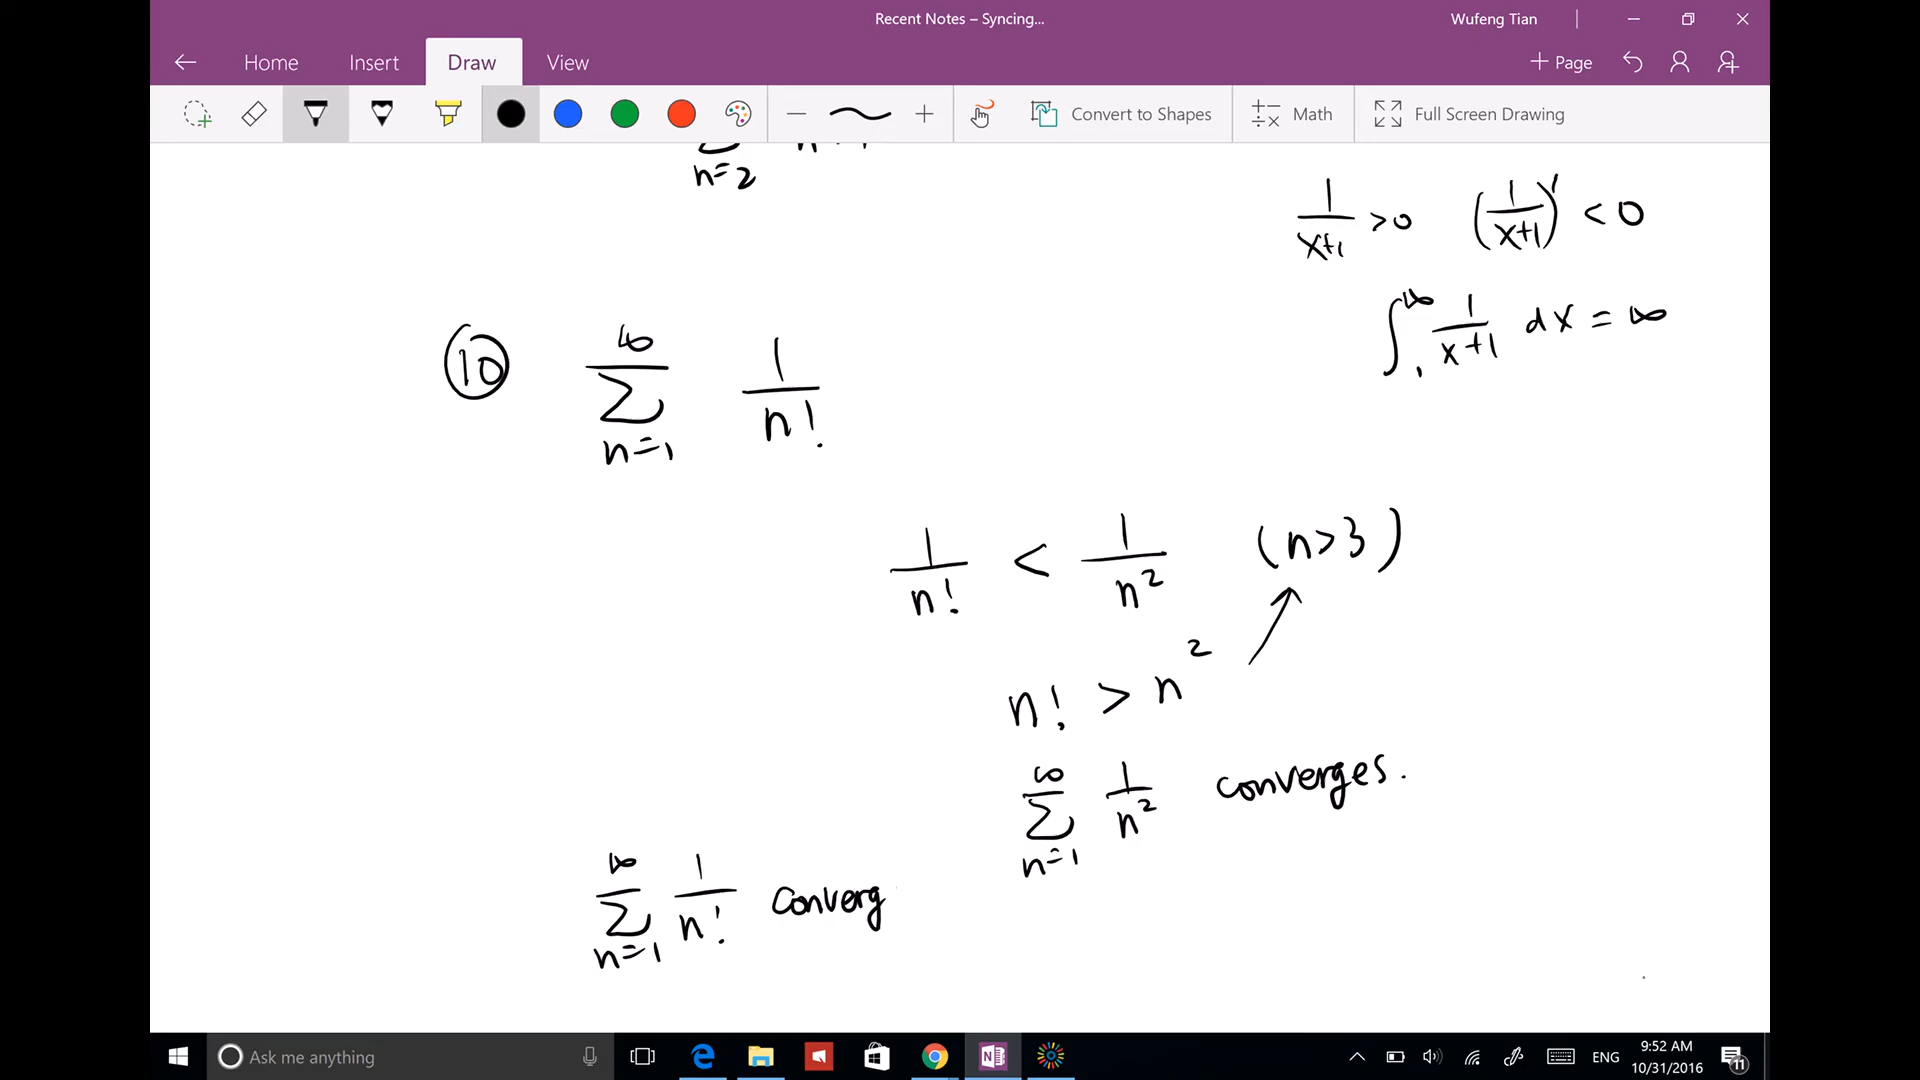 Recent Notes – Syncing...
Wufeng Tian
Home Insert Draw View
Page
Convert to Shapes Math Full Screen Drawing
n=2
1/(x+1) >0 (1/(x+1))' < 0
∫₁^∞ 1/(x+1) dx = ∞
⑩ ∞ ∑ n=1 1/n!
1/n! < 1/n² (n>3)
n! > n²
∞ ∑ n=1 1/n² converges.
∞ ∑ n=1 1/n! converg
Ask me anything
ENG
9:52 AM
10/31/2016
11